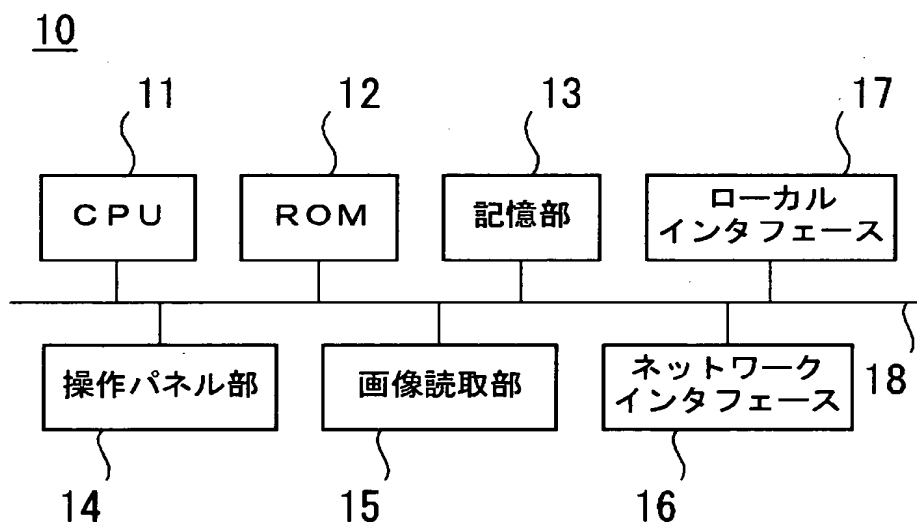 10
11
12
13
17
CPU
ROM
記憶部
ローカル
インタフェース
操作パネル部
画像読取部
ネットワーク
インタフェース
18
14
15
16